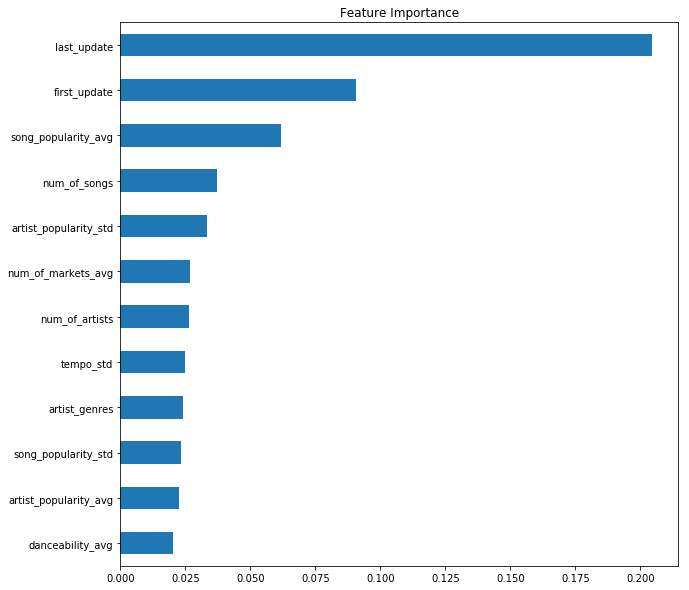 Feature Importance
last_update
first_update
song_popularity_avg
num_of_songs
artist_popularity_std
num_of_markets_avg
num_of_artists
tempo_std
artist_genres
song_popularity_std
artist_popularity_avg
danceability_avg
0.000 0.025 0.050 0.075 0.100 0.125 0.150 0.175 0.200